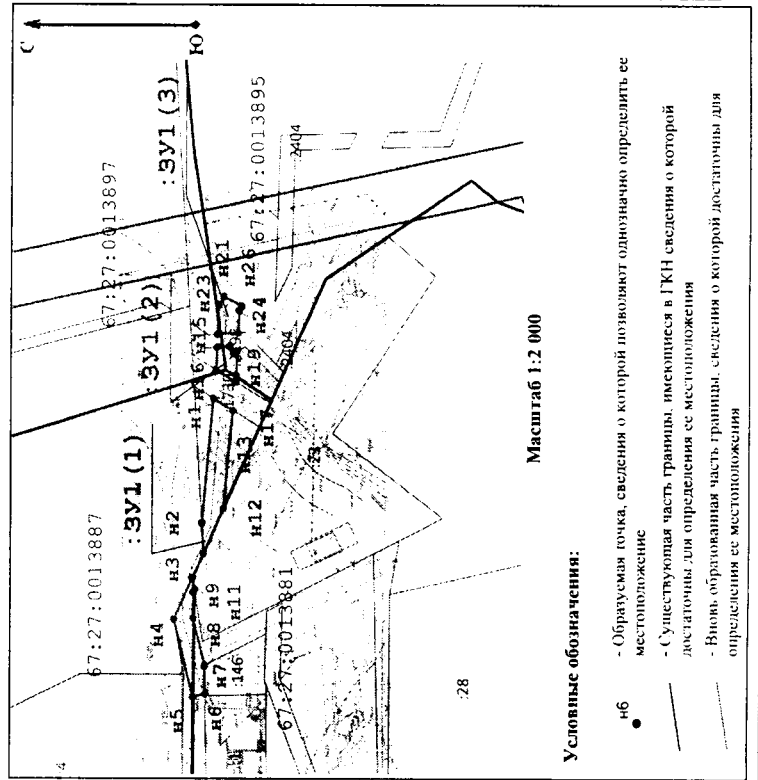 С
Ю
:ЗУ1(1)
:ЗУ1(2)
:ЗУ1(3)
67:27:0013887
67:27:0013897
67:27:0013895
67:27:0013881
н1
н2
н3
н4
н5
н6
н7
н8
н9
н11
н12
н13
н15
н17
н19
н21
н23
н24
н26
:146
:28
2404
2404
Масштаб 1:2 000
Условные обозначения:
н6 - Образуемая точка, сведения о которой позволяют однозначно определить ее
местоположение
- Существующая часть границы, имеющиеся в ГКН сведения о которой
достаточны для определения ее местоположения
- Вновь образованная часть границы, сведения о которой достаточны для
определения ее местоположения